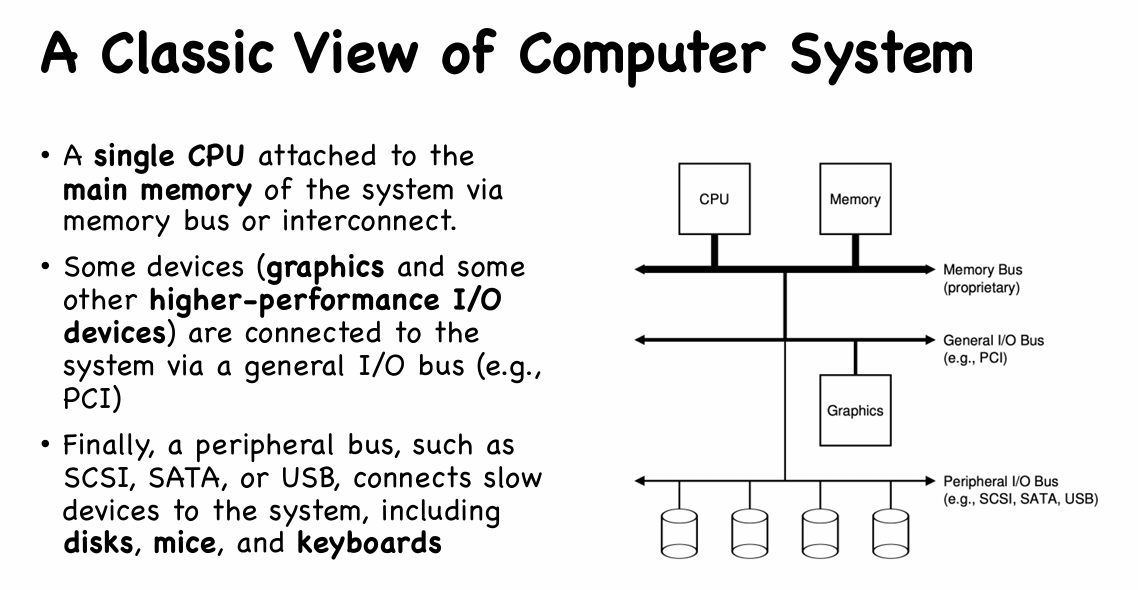 A Classic View of Computer System
• A single CPU attached to the
main memory of the system via
memory bus or interconnect.
• Some devices (graphics and some
other higher-performance I/O
devices) are connected to the
system via a general I/O bus (e.g.,
PCI)
• Finally, a peripheral bus, such as
SCSI, SATA, or USB, connects slow
devices to the system, including
disks, mice, and keyboards
CPU
Memory
Memory Bus
(proprietary)
General I/O Bus
(e.g., PCI)
Graphics
Peripheral I/O Bus
(e.g., SCSI, SATA, USB)